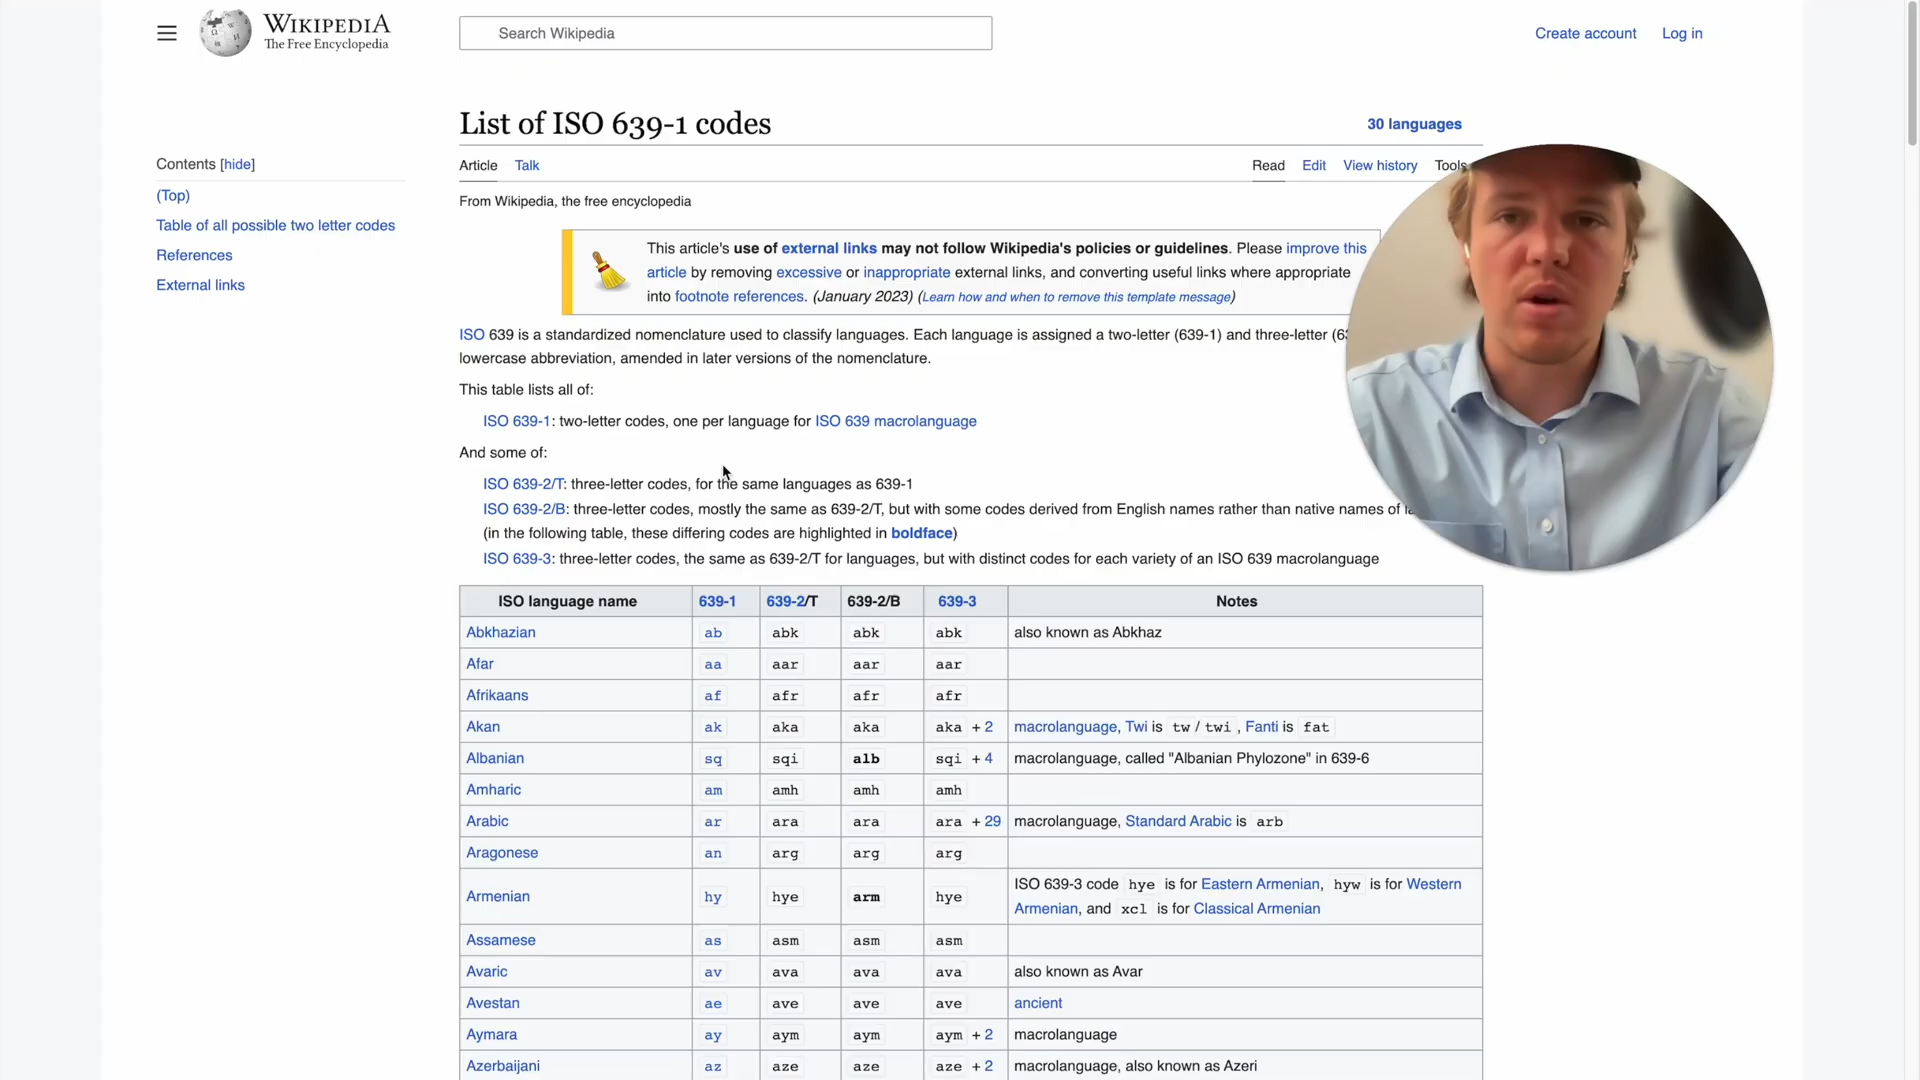 WIKIPEDIA
The Free Encyclopedia
Search Wikipedia
Create account
Log in
List of ISO 639-1 codes
30 languages
Article
Talk
Read
Edit
View history
Tools
Contents [hide]
(Top)
Table of all possible two letter codes
References
External links
From Wikipedia, the free encyclopedia
This article's use of external links may not follow Wikipedia's policies or guidelines. Please improve this
article by removing excessive or inappropriate external links, and converting useful links where appropriate
into footnote references. (January 2023) (Learn how and when to remove this template message)
ISO 639 is a standardized nomenclature used to classify languages. Each language is assigned a two-letter (639-1) and three-letter
lowercase abbreviation, amended in later versions of the nomenclature.
This table lists all of:
ISO 639-1: two-letter codes, one per language for ISO 639 macrolanguage
And some of:
ISO 639-2/T: three-letter codes, for the same languages as 639-1
ISO 639-2/B: three-letter codes, mostly the same as 639-2/T, but with some codes derived from English names rather than native names of
(in the following table, these differing codes are highlighted in boldface)
ISO 639-3: three-letter codes, the same as 639-2/T for languages, but with distinct codes for each variety of an ISO 639 macrolanguage
ISO language name 639-1 639-2/T 639-2/B 639-3 Notes
Abkhazian ab abk abk abk also known as Abkhaz
Afar aa aar aar aar
Afrikaans af afr afr afr
Akan ak aka aka aka + 2 macrolanguage, Twi is tw / twi , Fanti is fat
Albanian sq sqi alb sqi + 4 macrolanguage, called "Albanian Phylozone" in 639-6
Amharic am amh amh amh
Arabic ar ara ara ara + 29 macrolanguage, Standard Arabic is arb
Aragonese an arg arg arg
Armenian hy hye arm hye ISO 639-3 code hye is for Eastern Armenian, hyw is for Western
Armenian, and xcl is for Classical Armenian
Assamese as asm asm asm
Avaric av ava ava ava also known as Avar
Avestan ae ave ave ave ancient
Aymara ay aym aym aym + 2 macrolanguage
Azerbaijani az aze aze aze + 2 macrolanguage, also known as Azeri